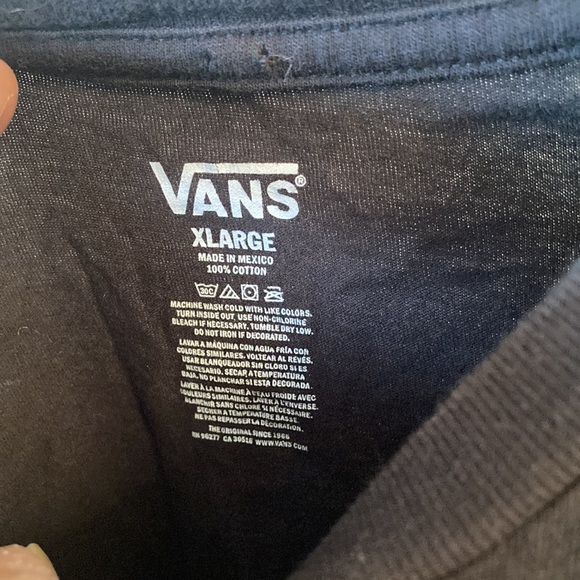 VANS®
XLARGE
MADE IN MEXICO
100% COTTON
30C
MACHINE WASH COLD WITH LIKE COLORS.
TURN INSIDE OUT. USE NON-CHLORINE
BLEACH IF NECESSARY. TUMBLE DRY LOW.
DO NOT IRON IF DECORATED.
LAVAR A MÁQUINA CON AGUA FRÍA CON
COLORES SIMILARES. VOLTEAR AL REVÉS.
USAR BLANQUEADOR SIN CLORO SI ES
NECESARIO. SECAR A TEMPERATURA
BAJA. NO PLANCHAR SI ESTA DECORADA.
LAVER À LA MACHINE À L'EAU FROIDE AVEC
COULEURS SIMILAIRES. LAVER À L'ENVERSE.
BLANCHIR SANS CHLORE SI NÉCESSAIRE.
SÉCHER A TEMPÉRATURE BASSE.
NE PAS REPASSER LA DÉCORATION.
THE ORIGINAL SINCE 1966
RN 96277 CA 30516 WWW.VANS.COM